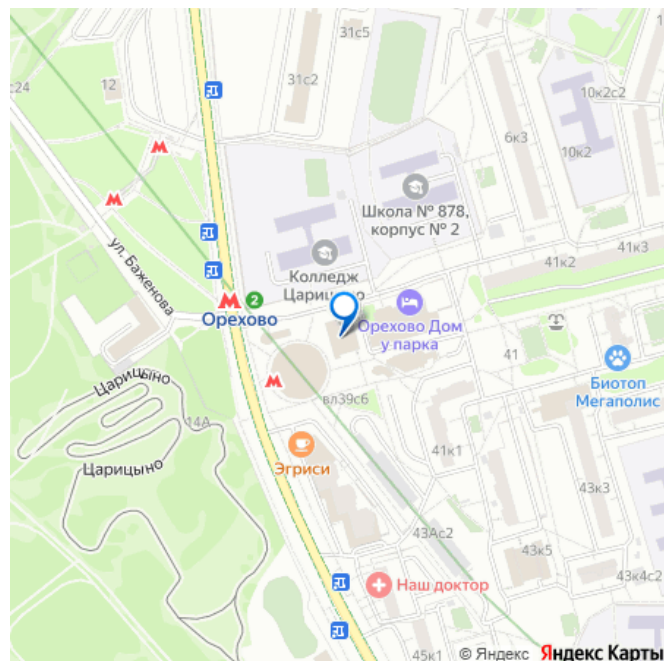 31с5
с24
12
31с2
10к2с2
6к3
10к2
Школа № 878,
корпус № 2
41к3
ул. Баженова
Колледж
Царицыно
41к2
2
Орехово
Орехово Дом
у парка
41
Биотоп
Мегаполис
Царицыно
14А
вл39с6
Царицыно
Эгриси
41к1
43к3
43Ас2
43к5
Наш доктор
43к4с2
45к1
© Яндекс Яндекс Карты